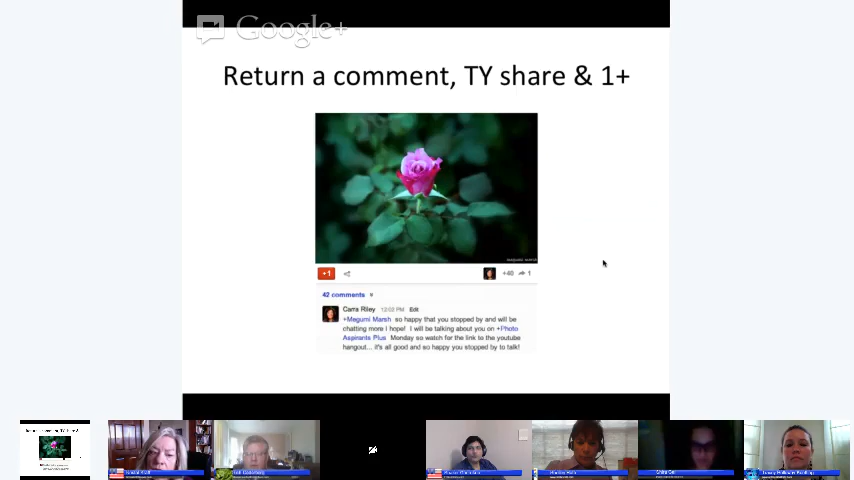 Google+
Return a comment, TY share & 1+
+1
+40
1
42 comments
Carra Riley 12:02 PM Edit
+Megumi Marsh so happy that you stopped by and will be
chatting more I hope! I will be talking about you on +Photo
Aspirants Plus Monday so watch for the link to the youtube
hangout... it's all good and so happy you stopped by to talk!